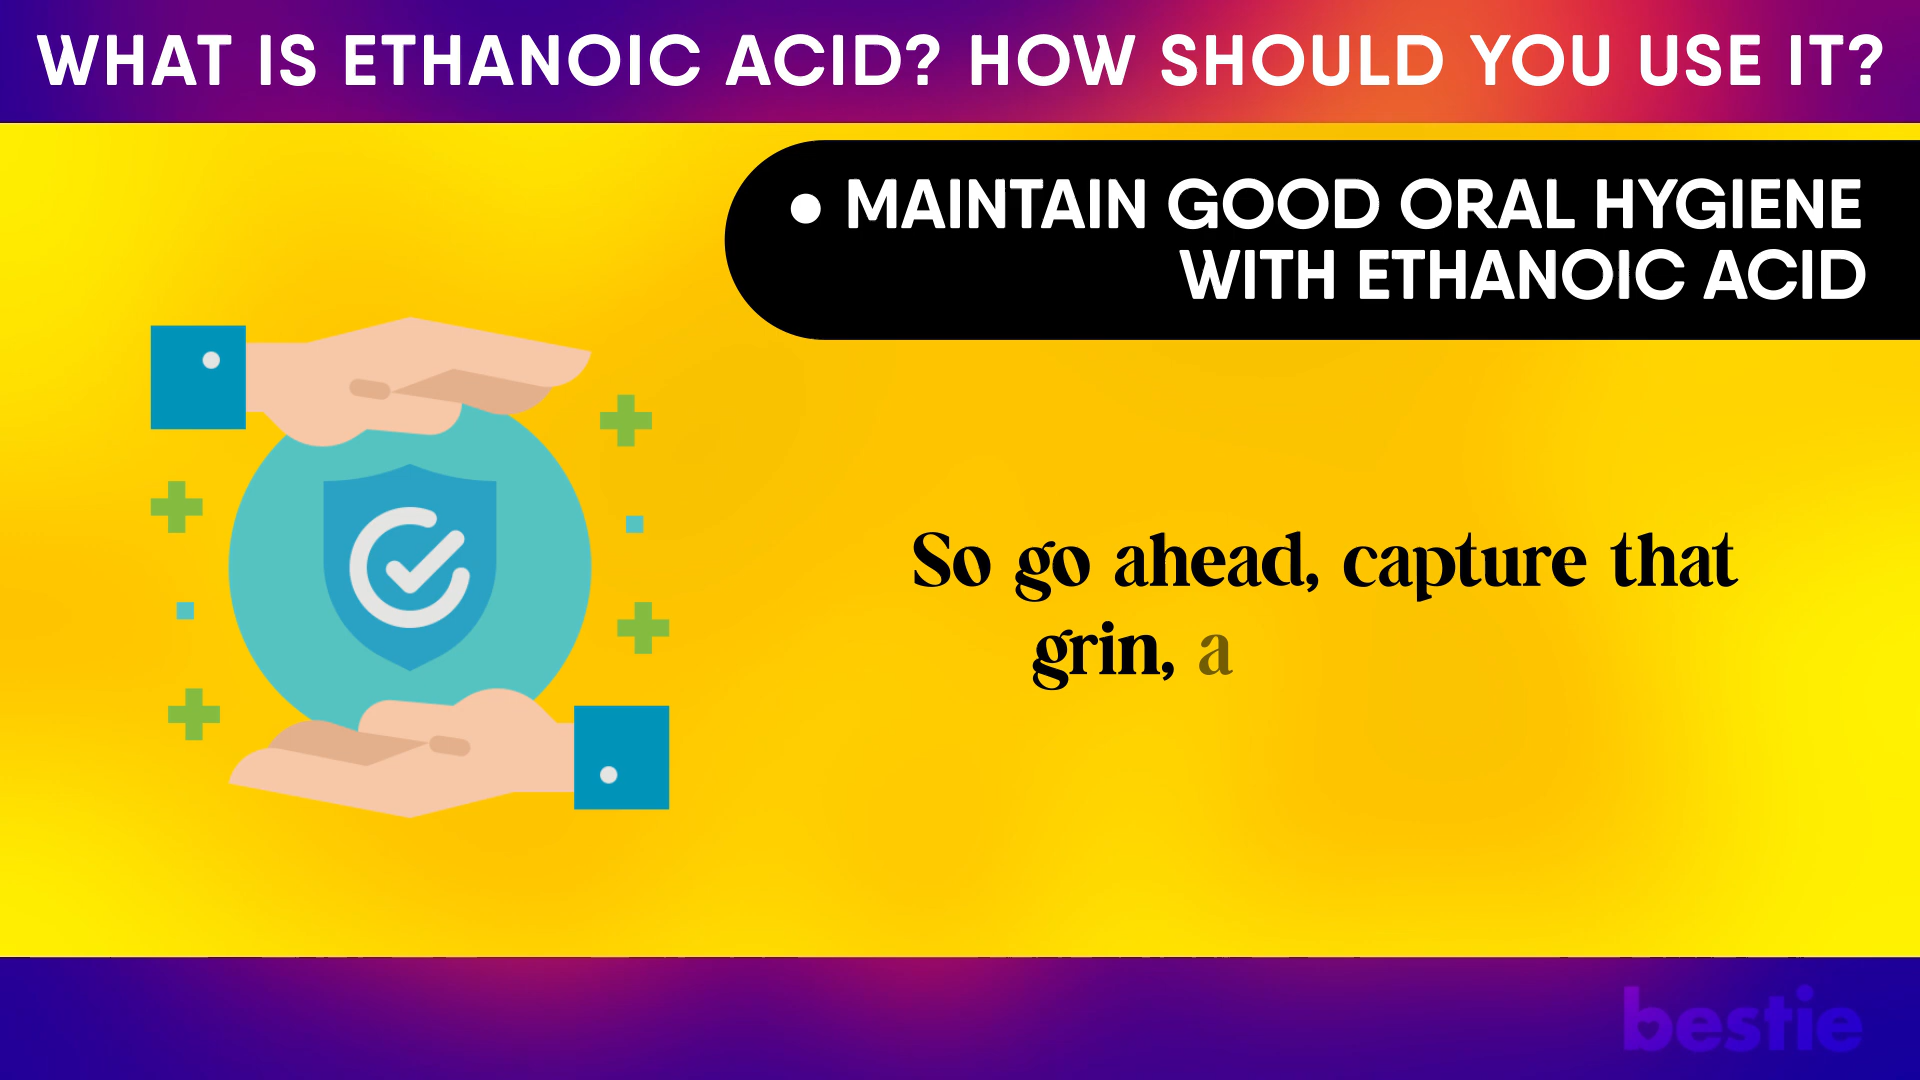 WHAT IS ETHANOIC ACID? HOW SHOULD YOU USE IT?
• MAINTAIN GOOD ORAL HYGIENE
WITH ETHANOIC ACID
So go ahead, capture that
grin, a
bestie